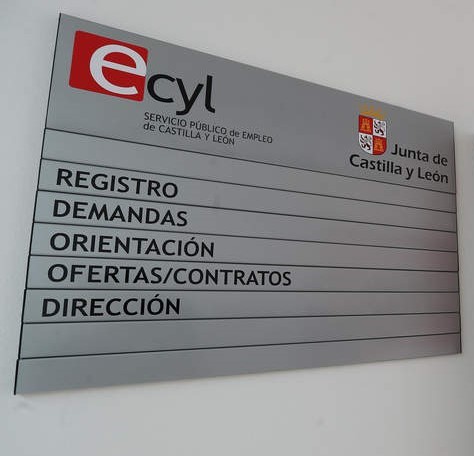 ecyl
SERVICIO PÚBLICO de EMPLEO
de CASTILLA Y LEÓN
Junta de
Castilla y León
REGISTRO
DEMANDAS
ORIENTACIÓN
OFERTAS/CONTRATOS
DIRECCIÓN